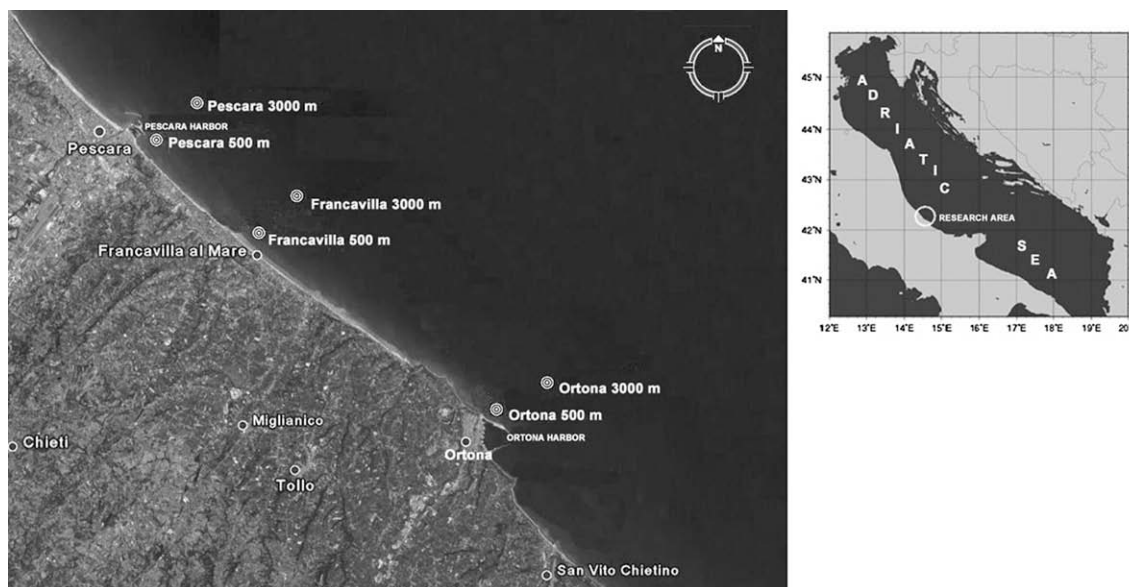 N
Pescara 3000 m
PESCARA HARBOR
Pescara
Pescara 500 m
Francavilla 3000 m
Francavilla 500 m
Francavilla al Mare
Ortona 3000 m
Ortona 500 m
Miglianico
ORTONA HARBOR
Chieti
Ortona
Tollo
San Vito Chietino
45°N
44°N
43°N
42°N
41°N
ADRIATIC
SEA
RESEARCH AREA
12°E 13°E 14°E 15°E 16°E 17°E 18°E 19°E 20